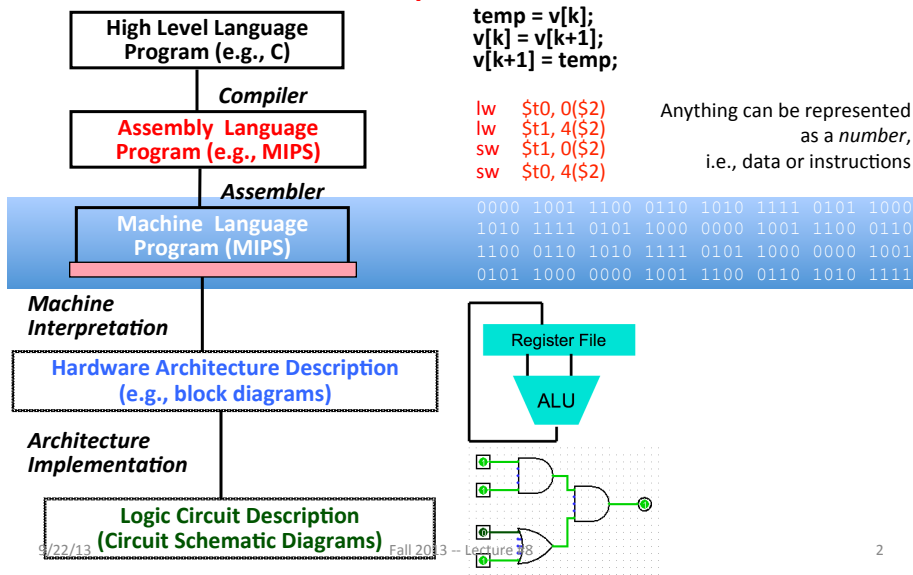 High Level Language
Program (e.g., C)
temp = v[k];
v[k] = v[k+1];
v[k+1] = temp;
Compiler
Assembly Language
Program (e.g., MIPS)
lw $t0, 0($2)
lw $t1, 4($2)
sw $t1, 0($2)
sw $t0, 4($2)
Anything can be represented
as a number,
i.e., data or instructions
Assembler
Machine Language
Program (MIPS)
0000 1001 1100 0110 1010 1111 0101 1000
1010 1111 0101 1000 0000 1001 1100 0110
1100 0110 1010 1111 0101 1000 0000 1001
0101 1000 0000 1001 1100 0110 1010 1111
Machine
Interpretation
Hardware Architecture Description
(e.g., block diagrams)
Register File
ALU
Architecture
Implementation
Logic Circuit Description
(Circuit Schematic Diagrams)
9/22/13
Fall 2013 -- Lecture #8
2